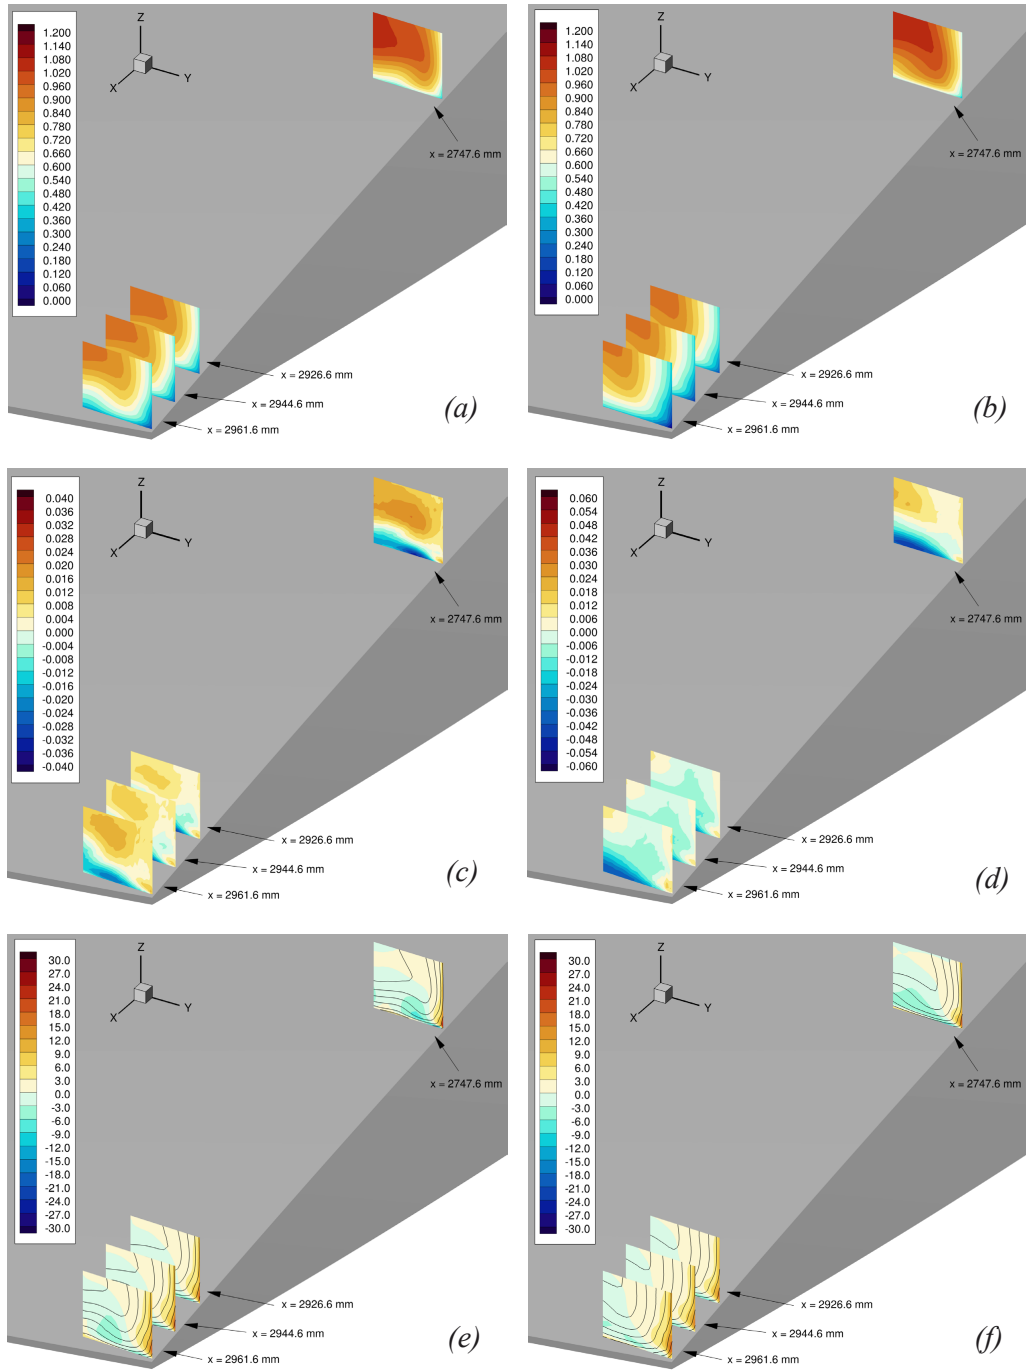 1.200
1.140
1.080
1.020
0.960
0.900
0.840
0.780
0.720
0.660
0.600
0.540
0.480
0.420
0.360
0.300
0.240
0.180
0.120
0.060
0.000
Z
Y
X
x = 2747.6 mm
x = 2926.6 mm
x = 2944.6 mm
x = 2961.6 mm
(a)
1.200
1.140
1.080
1.020
0.960
0.900
0.840
0.780
0.720
0.660
0.600
0.540
0.480
0.420
0.360
0.300
0.240
0.180
0.120
0.060
0.000
Z
Y
X
x = 2747.6 mm
x = 2926.6 mm
x = 2944.6 mm
x = 2961.6 mm
(b)
0.040
0.036
0.032
0.028
0.024
0.020
0.016
0.012
0.008
0.004
0.000
-0.004
-0.008
-0.012
-0.016
-0.020
-0.024
-0.028
-0.032
-0.036
-0.040
Z
Y
X
x = 2747.6 mm
x = 2926.6 mm
x = 2944.6 mm
x = 2961.6 mm
(c)
0.060
0.054
0.048
0.042
0.036
0.030
0.024
0.018
0.012
0.006
0.000
-0.006
-0.012
-0.018
-0.024
-0.030
-0.036
-0.042
-0.048
-0.054
-0.060
Z
Y
X
x = 2747.6 mm
x = 2926.6 mm
x = 2944.6 mm
x = 2961.6 mm
(d)
30.0
27.0
24.0
21.0
18.0
15.0
12.0
9.0
6.0
3.0
0.0
-3.0
-6.0
-9.0
-12.0
-15.0
-18.0
-21.0
-24.0
-27.0
-30.0
Z
Y
X
x = 2747.6 mm
x = 2926.6 mm
x = 2944.6 mm
x = 2961.6 mm
(e)
30.0
27.0
24.0
21.0
18.0
15.0
12.0
9.0
6.0
3.0
0.0
-3.0
-6.0
-9.0
-12.0
-15.0
-18.0
-21.0
-24.0
-27.0
-30.0
Z
Y
X
x = 2747.6 mm
x = 2926.6 mm
x = 2944.6 mm
x = 2961.6 mm
(f)